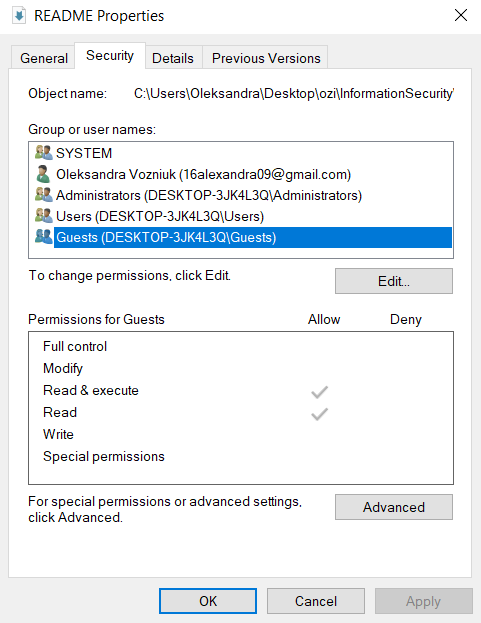 README Properties
General
Security
Details
Previous Versions
Object name: C:\Users\Oleksandra\Desktop\ozi\InformationSecurity\
Group or user names:
SYSTEM
Oleksandra Vozniuk (16alexandra09@gmail.com)
Administrators (DESKTOP-3JK4L3Q\Administrators)
Users (DESKTOP-3JK4L3Q\Users)
Guests (DESKTOP-3JK4L3Q\Guests)
To change permissions, click Edit.
Edit...
Permissions for Guests Allow Deny
Full control
Modify
Read & execute
Read
Write
Special permissions
For special permissions or advanced settings,
click Advanced.
Advanced
OK Cancel Apply